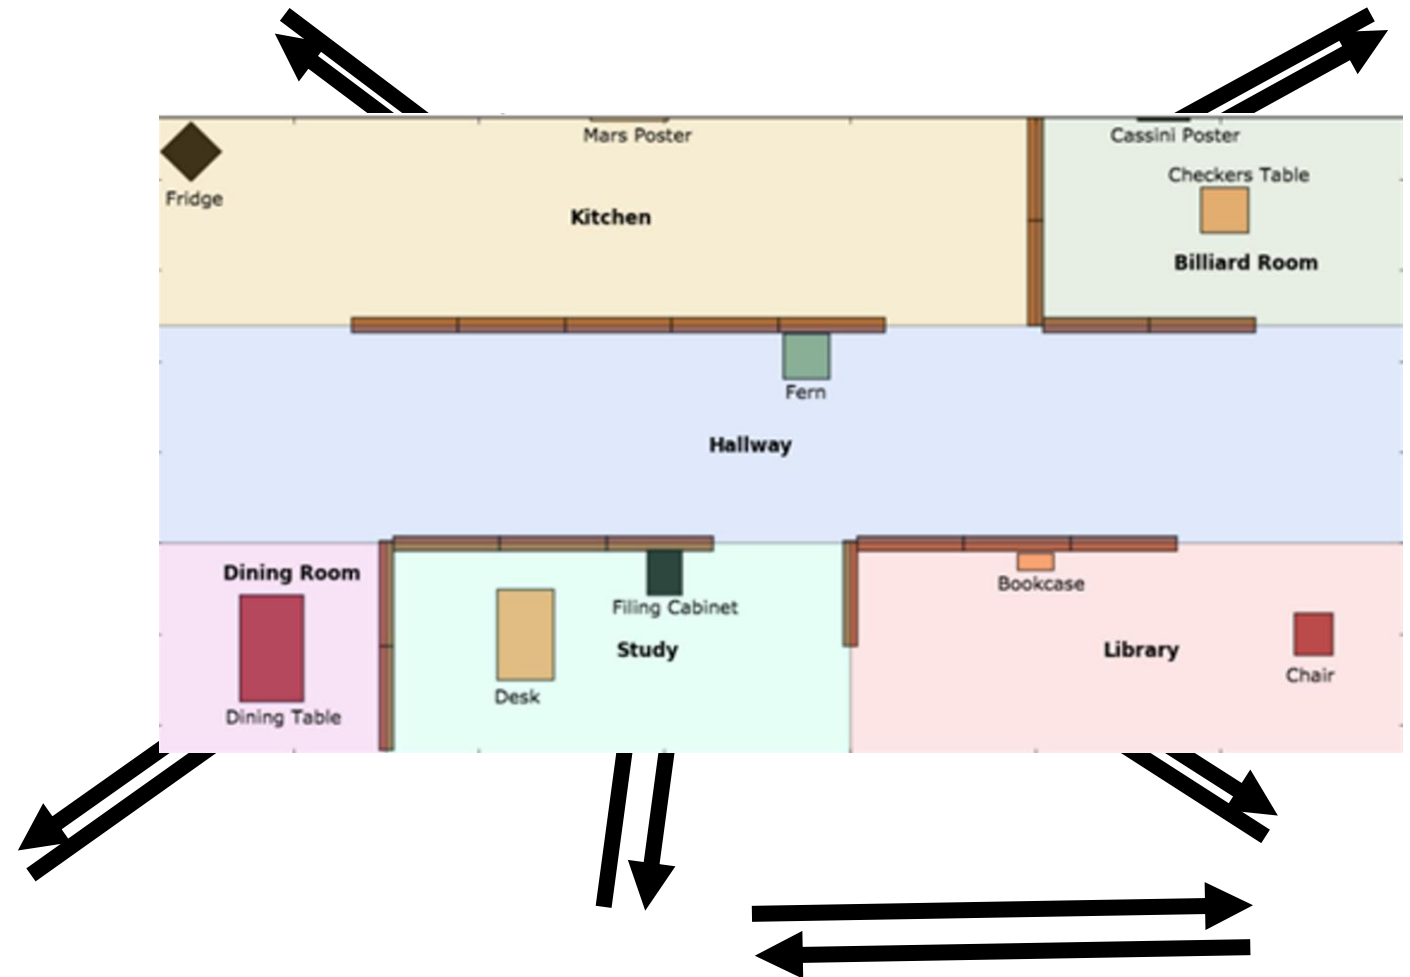 Mars Poster
Cassini Poster
Checkers Table
Fridge
Kitchen
Billiard Room
Fern
Hallway
Dining Room
Bookcase
Filing Cabinet
Study
Library
Chair
Desk
Dining Table